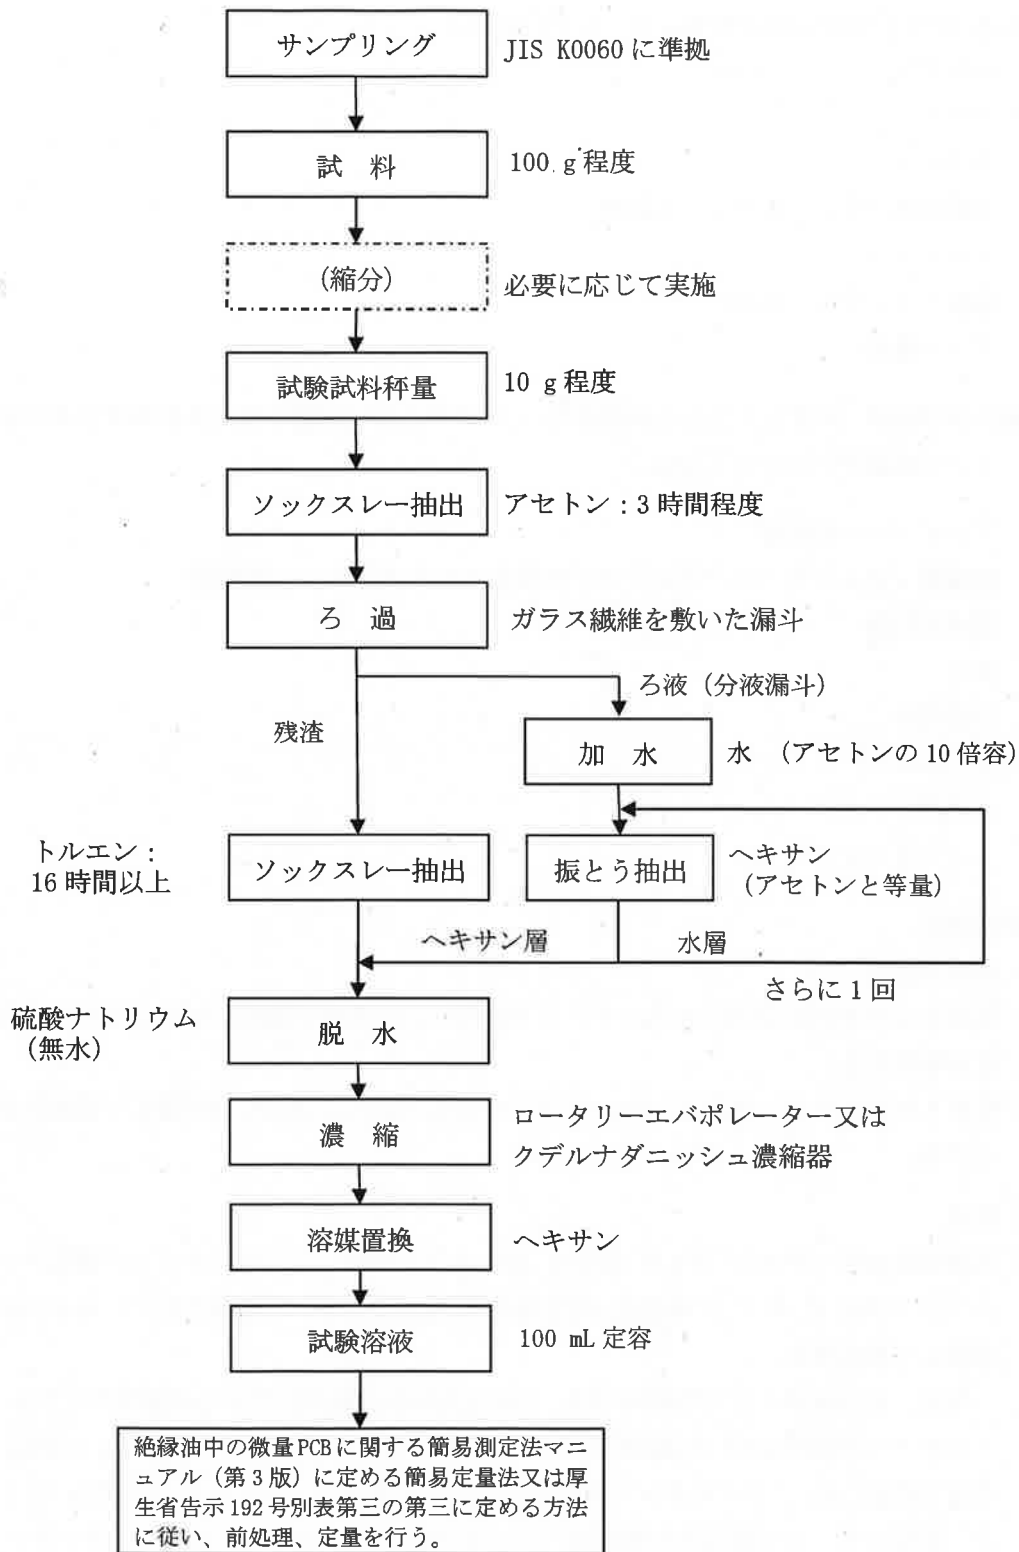 サンプリング
JIS K0060に準拠
試　料
100 g 程度
(縮分)
必要に応じて実施
試験試料秤量
10 g 程度
ソックスレー抽出
アセトン：3 時間程度
ろ　過
ガラス繊維を敷いた漏斗
ろ液（分液漏斗）
残渣
加　水
水 （アセトンの 10 倍容）
トルエン：
16 時間以上
ソックスレー抽出
振とう抽出
ヘキサン
（アセトンと等量）
ヘキサン層
水層
さらに 1 回
硫酸ナトリウム
（無水）
脱　水
濃　縮
ロータリーエバポレーター又は
クデルナダニッシュ濃縮器
溶媒置換
ヘキサン
試験溶液
100 mL 定容
絶縁油中の微量PCBに関する簡易測定法マニ
ュアル（第3版）に定める簡易定量法又は厚
生省告示192号別表第三の第三に定める方法
に従い、前処理、定量を行う。